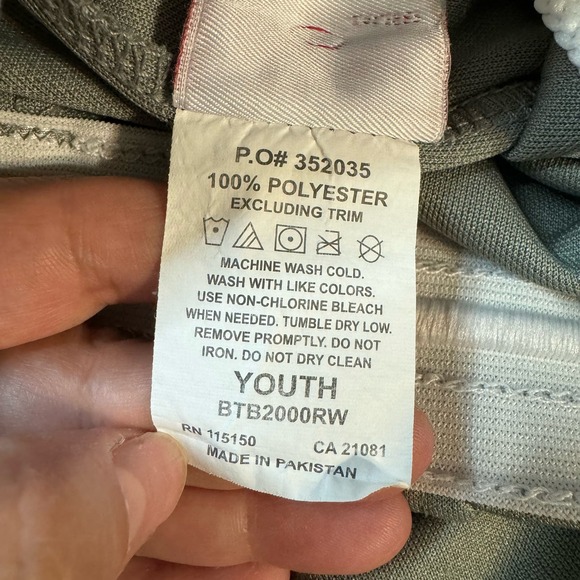 P.O# 352035
100% POLYESTER
EXCLUDING TRIM
MACHINE WASH COLD.
WASH WITH LIKE COLORS.
USE NON-CHLORINE BLEACH
WHEN NEEDED. TUMBLE DRY LOW.
REMOVE PROMPTLY. DO NOT
IRON. DO NOT DRY CLEAN
YOUTH
BTB2000RW
RN 115150 CA 21081
MADE IN PAKISTAN